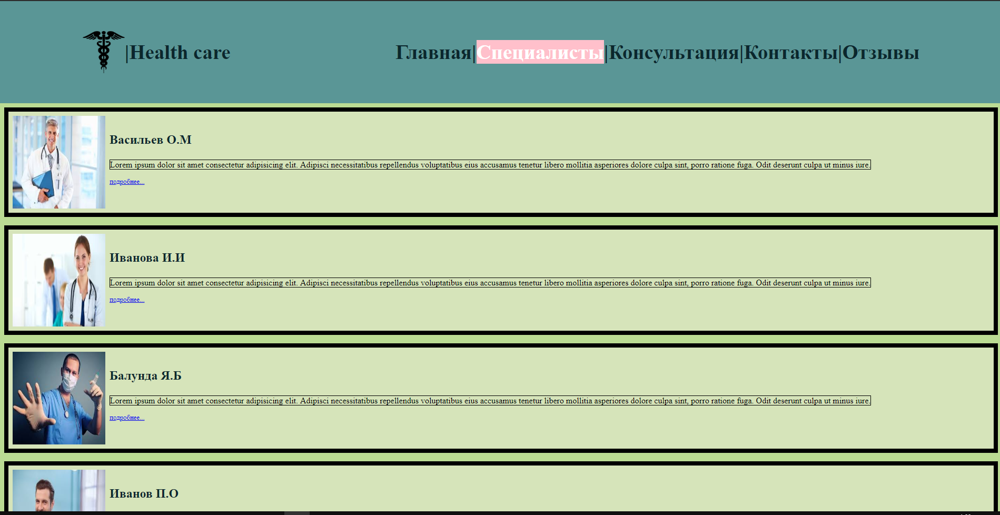 |Health care
Главная|Специалисты|Консультация|Контакты|Отзывы
Васильев О.М
Lorem ipsum dolor sit amet consectetur adipisicing elit. Adipisci necessitatibus repellendus voluptatibus eius accusamus tenetur libero mollitia asperiores dolore culpa sint, porro ratione fuga. Odit deserunt culpa ut minus iure.
подробнее...
Иванова И.И
Lorem ipsum dolor sit amet consectetur adipisicing elit. Adipisci necessitatibus repellendus voluptatibus eius accusamus tenetur libero mollitia asperiores dolore culpa sint, porro ratione fuga. Odit deserunt culpa ut minus iure.
подробнее...
Балунда Я.Б
Lorem ipsum dolor sit amet consectetur adipisicing elit. Adipisci necessitatibus repellendus voluptatibus eius accusamus tenetur libero mollitia asperiores dolore culpa sint, porro ratione fuga. Odit deserunt culpa ut minus iure.
подробнее...
Иванов П.О